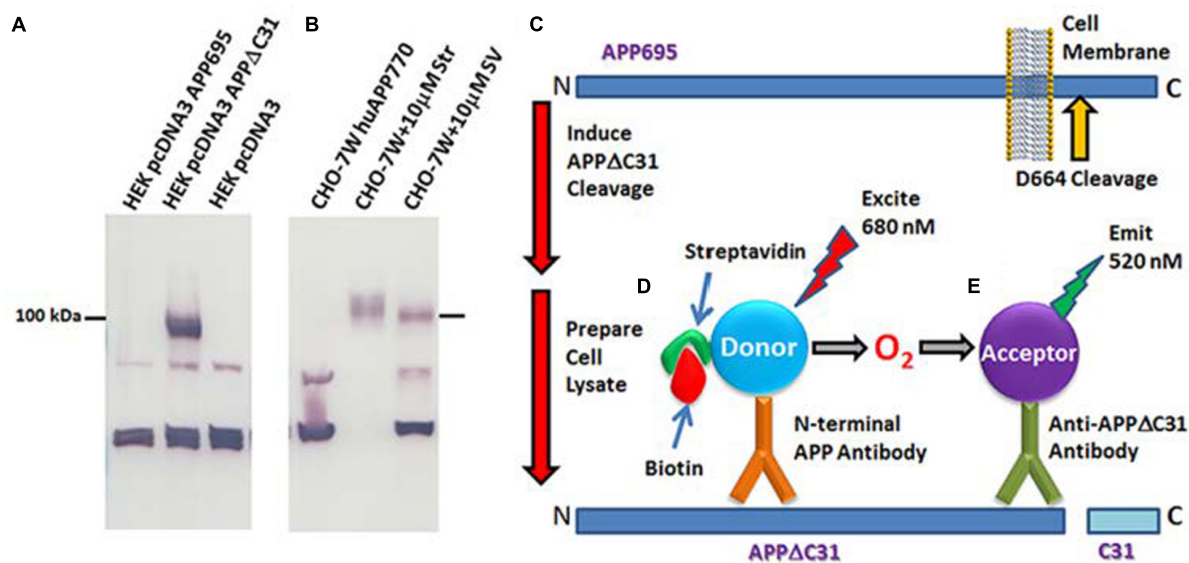 A
HEK pcDNA3 APP695
HEK pcDNA3 APPΔC31
HEK pcDNA3
100 kDa
B
CHO-7W huAPP770
CHO-7W+10μM Str
CHO-7W+10μM SV
C
APP695
Cell
Membrane
N
C
Induce
APPΔC31
Cleavage
D664 Cleavage
Excite
680 nM
Emit
520 nM
Streptavidin
D
E
Prepare
Cell
Lysate
Donor
O2
Acceptor
N-terminal
APP Antibody
Anti-APPΔC31
Antibody
Biotin
N
C
APPΔC31
C31